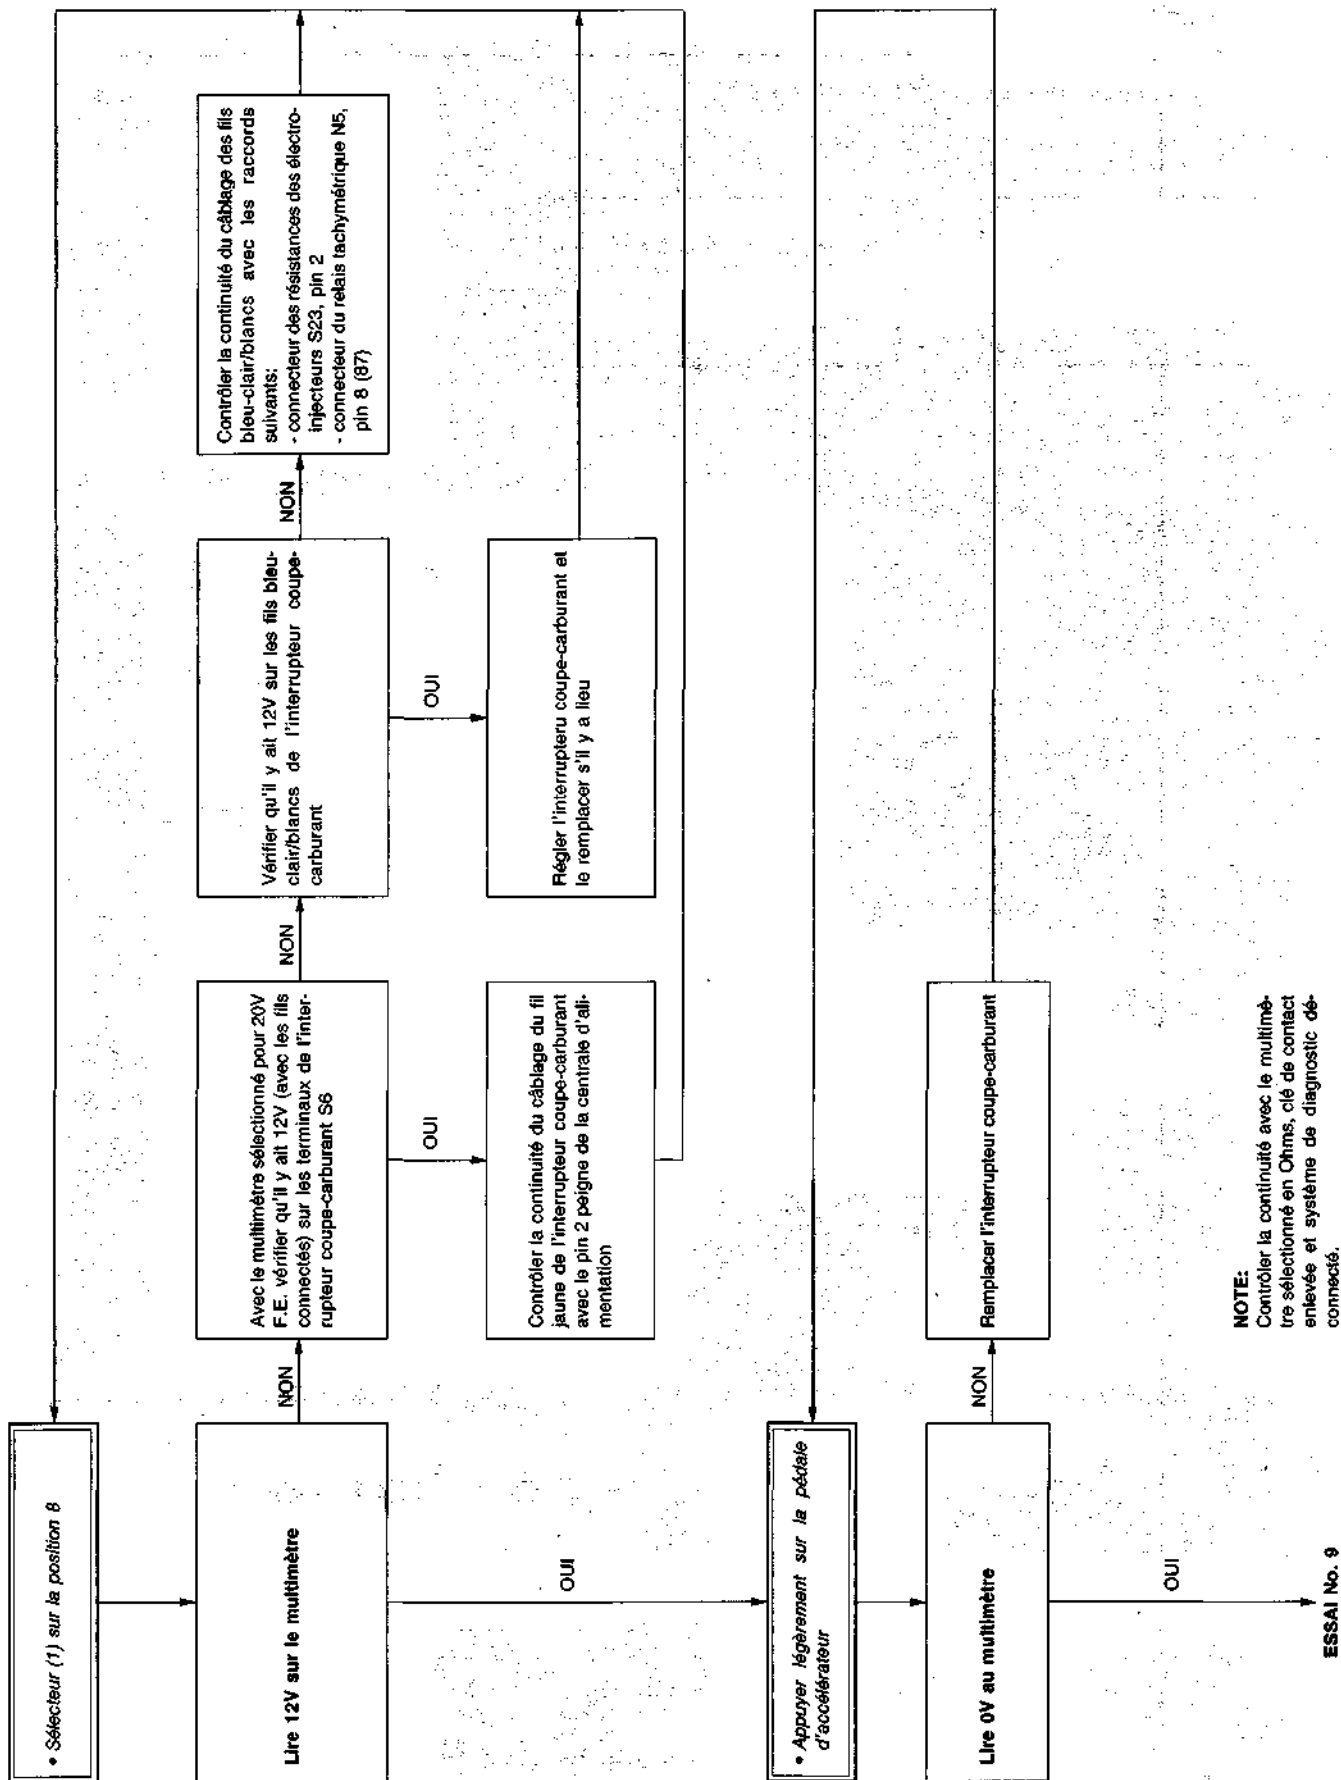 • Sélecteur (1) sur la position 8
Lire 12V sur le multimètre
NON
Avec le multimètre sélectionné pour 20V
F.E. vérifier qu'il y ait 12V (avec les fils
connectés) sur les terminaux de l'inter-
rupteur coupe-carburant S6
NON
Vérifier qu'il y ait 12V sur les fils bleu-
clair/blancs de l'interrupteur coupe-
carburant
NON
Contrôler la continuité du câblage des fils
bleu-clair/blancs avec les raccords
suivants:
- connecteur des résistances des électro-
injecteurs S23, pin 2
- connecteur du relais tachymétrique N5,
pin 8 (87)
OUI
Contrôler la continuité du câblage du fil
jaune de l'interrupteur coupe-carburant
avec le pin 2 peigne de la centrale d'ali-
mentation
OUI
Régler l'interrupteru coupe-carburant et
le remplacer s'il y a lieu
OUI
• Appuyer légèrement sur la pédale
d'accélérateur
Lire 0V au multimètre
NON
Remplacer l'interrupteur coupe-carburant
OUI
ESSAI No. 9
NOTE:
Contrôler la continuité avec le multimè-
tre sélectionné en Ohms, clé de contact
enlevée et système de diagnostic dé-
connecté.